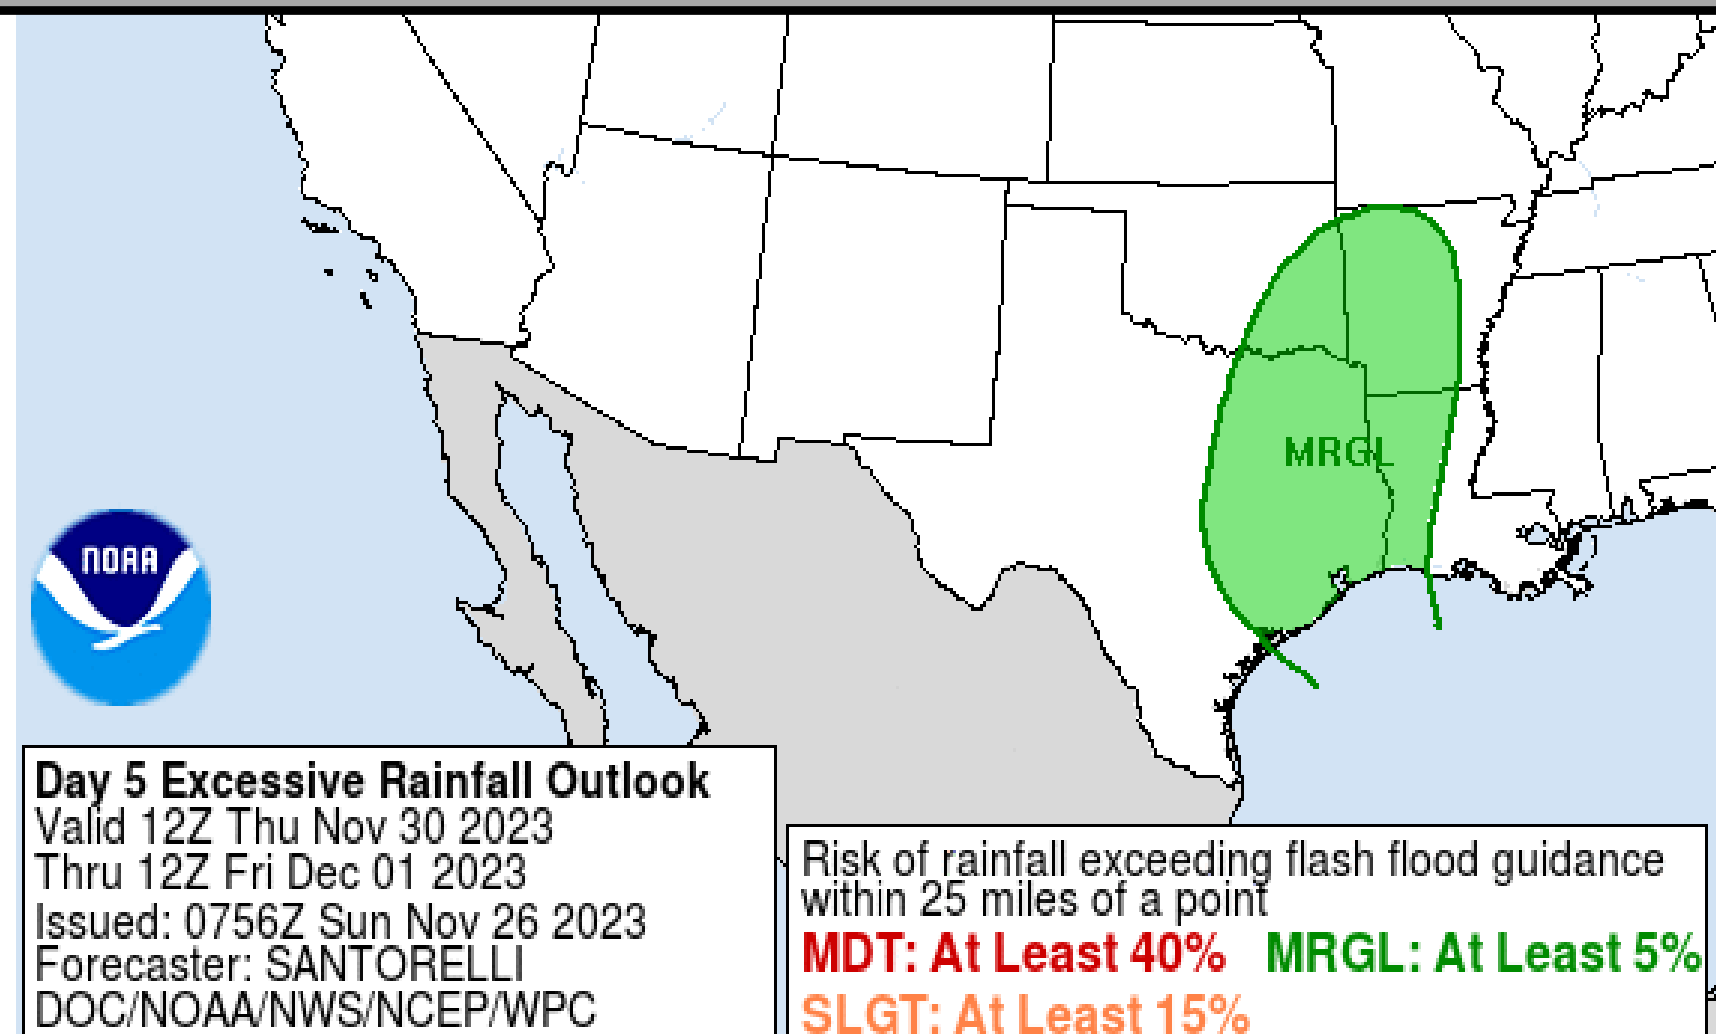 MRGL
NOAA
Day 5 Excessive Rainfall Outlook
Valid 12Z Thu Nov 30 2023
Thru 12Z Fri Dec 01 2023
Issued: 0756Z Sun Nov 26 2023
Forecaster: SANTORELLI
DOC/NOAA/NWS/NCEP/WPC
Risk of rainfall exceeding flash flood guidance
within 25 miles of a point
MDT: At Least 40% MRGL: At Least 5%
SLGT: At Least 15%